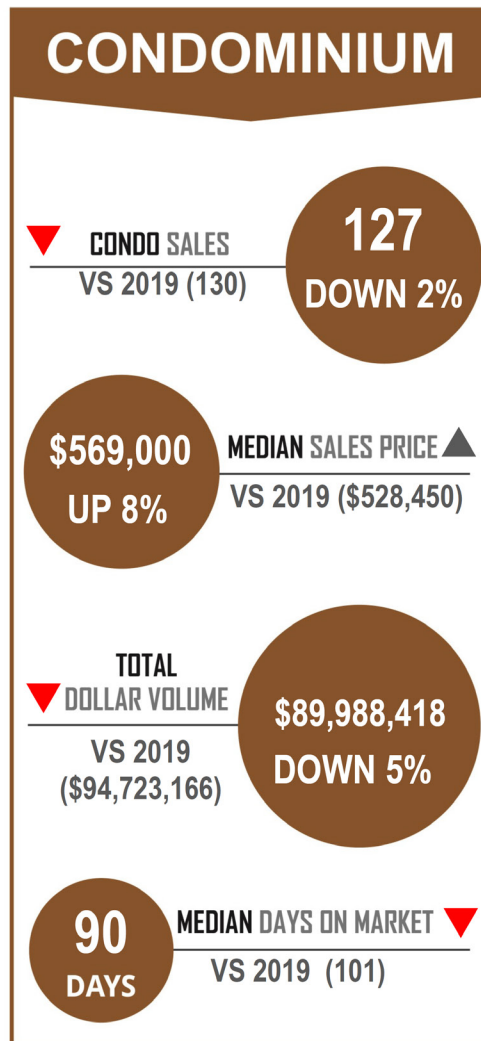 CONDOMINIUM
CONDO SALES
VS 2019 (130)
127
DOWN 2%
$569,000
UP 8%
MEDIAN SALES PRICE
VS 2019 ($528,450)
TOTAL
DOLLAR VOLUME
VS 2019
($94,723,166)
$89,988,418
DOWN 5%
90
DAYS
MEDIAN DAYS ON MARKET
VS 2019 (101)